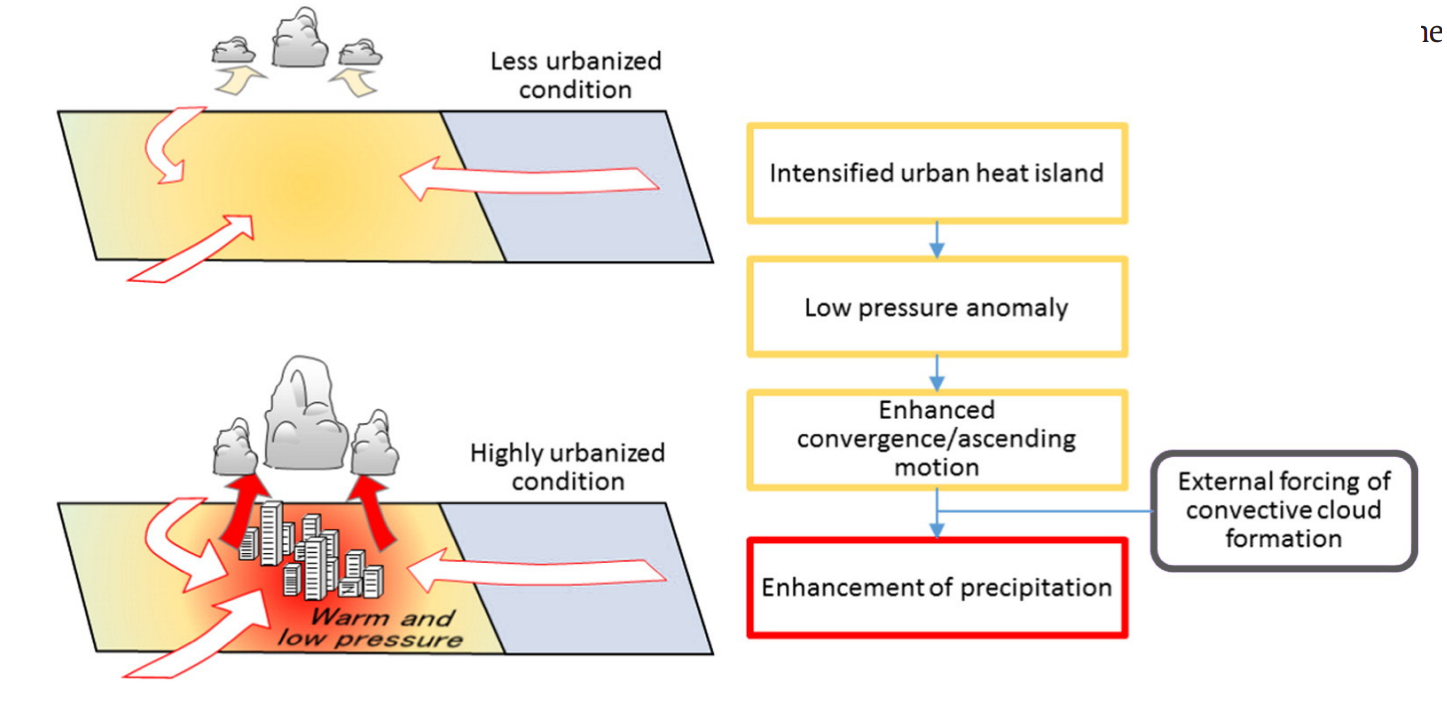 Less urbanized
condition
Intensified urban heat island
Low pressure anomaly
Enhanced
convergence/ascending
motion
External forcing of
convective cloud
formation
Enhancement of precipitation
Highly urbanized
condition
Warm and
low pressure